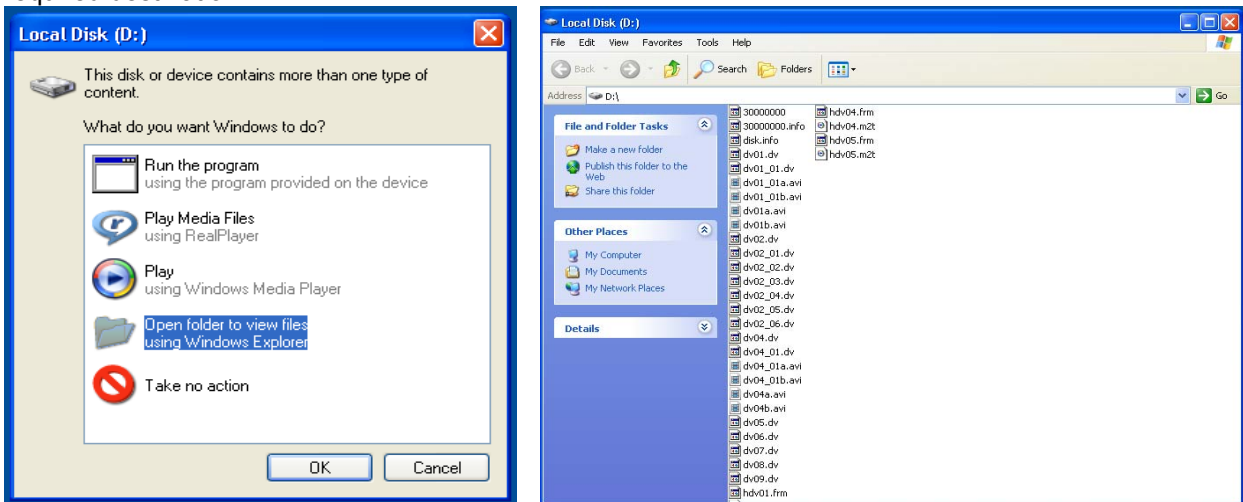 Local Disk (D:)
This disk or device contains more than one type of
content.
What do you want Windows to do?
Run the program
using the program provided on the device
Play Media Files
using RealPlayer
Play
using Windows Media Player
Open folder to view files
using Windows Explorer
Take no action
OK
Cancel
Local Disk (D:)
File Edit View Favorites Tools Help
Back Search Folders
Address D:\ Go
File and Folder Tasks
Make a new folder
Publish this folder to the
Web
Share this folder
Other Places
My Computer
My Documents
My Network Places
Details
30000000
30000000.info
disk.info
dv01.dv
dv01_01.dv
dv01_01a.avi
dv01_01b.avi
dv01a.avi
dv01b.avi
dv02.dv
dv02_01.dv
dv02_02.dv
dv02_03.dv
dv02_04.dv
dv02_05.dv
dv02_06.dv
dv04.dv
dv04_01.dv
dv04_01a.avi
dv04_01b.avi
dv04a.avi
dv04b.avi
dv05.dv
dv06.dv
dv07.dv
dv08.dv
dv09.dv
hdv01.frm
hdv04.frm
hdv04.m2t
hdv05.frm
hdv05.m2t